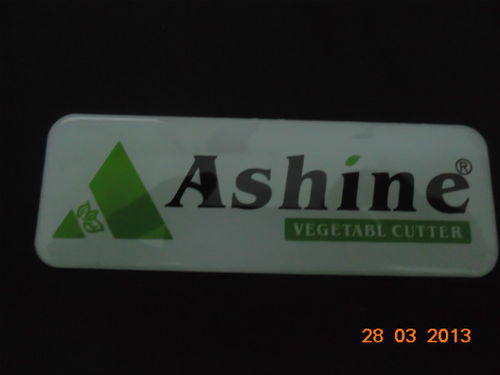 Ashine®
VEGETABL CUTTER
28 03 2013